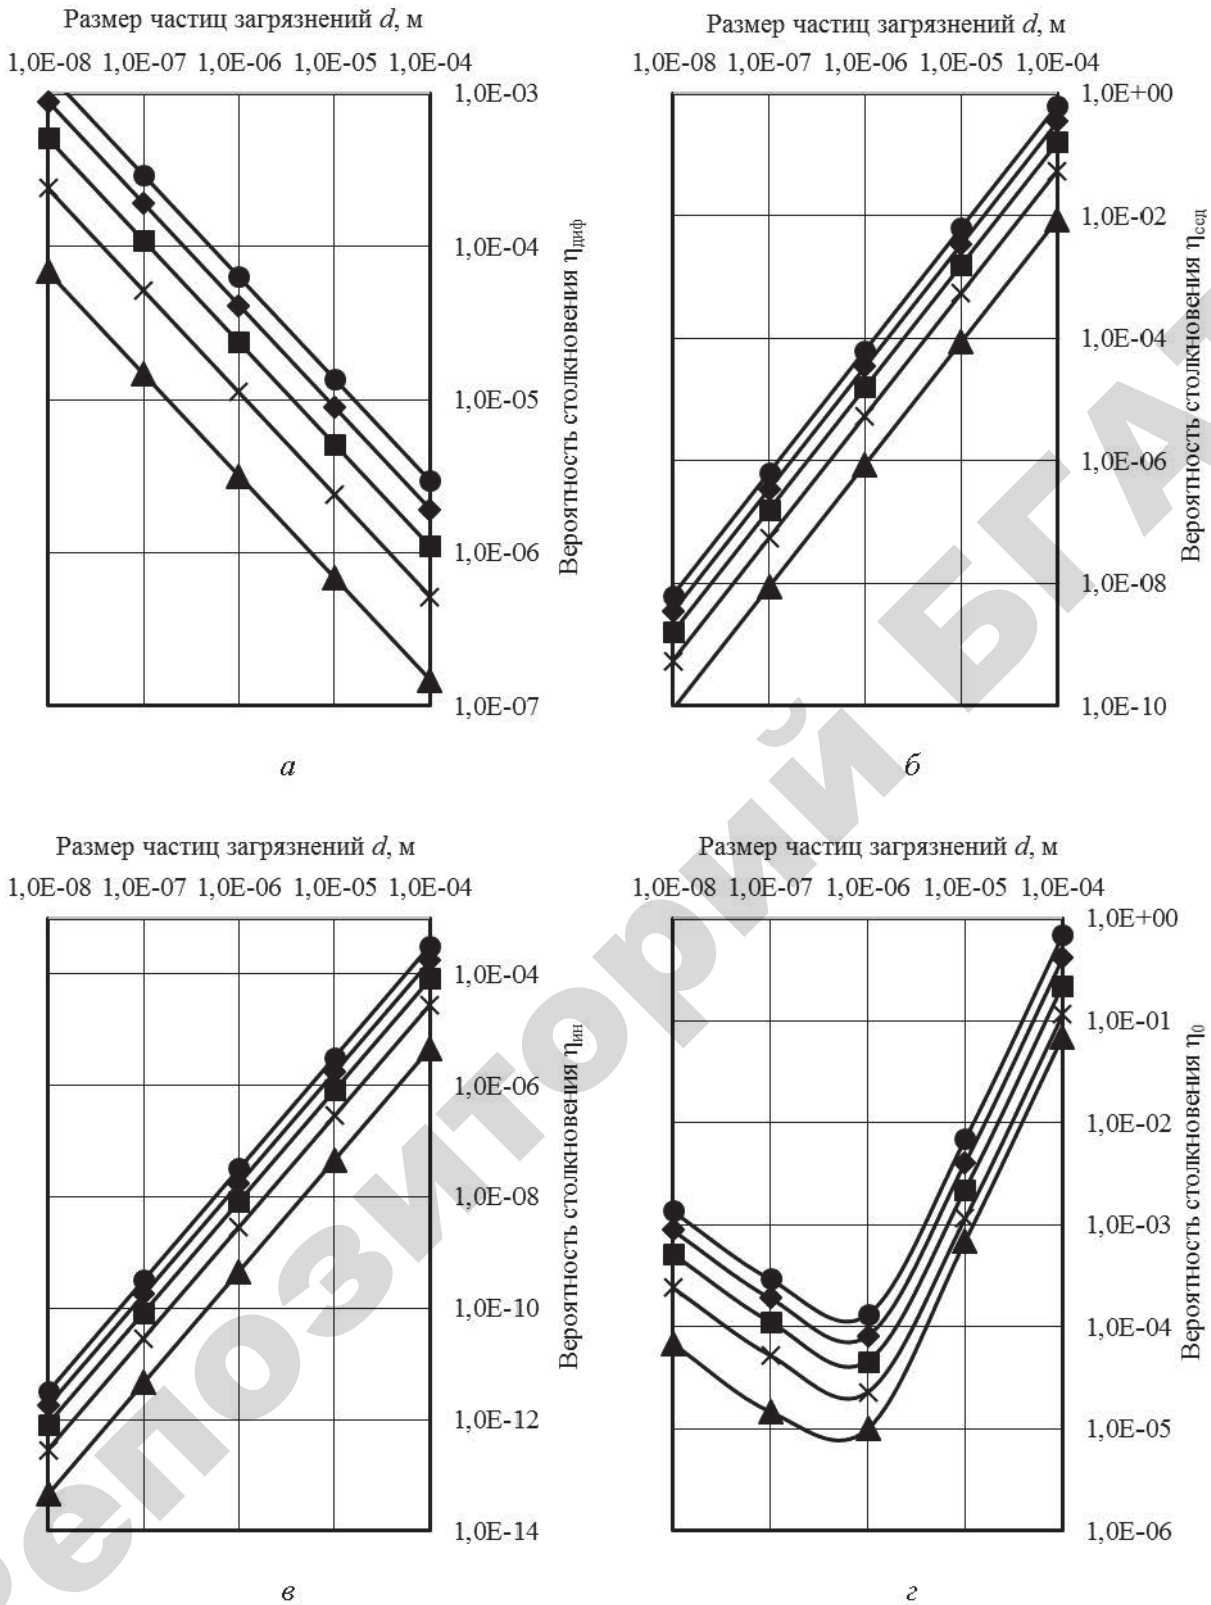 Размер частиц загрязнений d, м
1,0E-08 1,0E-07 1,0E-06 1,0E-05 1,0E-04
1,0E-03
1,0E-04
1,0E-05
1,0E-06
1,0E-07
Вероятность столкновения ηдиф
а
Размер частиц загрязнений d, м
1,0E-08 1,0E-07 1,0E-06 1,0E-05 1,0E-04
1,0E+00
1,0E-02
1,0E-04
1,0E-06
1,0E-08
1,0E-10
Вероятность столкновения ηсед
б
Размер частиц загрязнений d, м
1,0E-08 1,0E-07 1,0E-06 1,0E-05 1,0E-04
1,0E-04
1,0E-06
1,0E-08
1,0E-10
1,0E-12
1,0E-14
Вероятность столкновения ηин
в
Размер частиц загрязнений d, м
1,0E-08 1,0E-07 1,0E-06 1,0E-05 1,0E-04
1,0E+00
1,0E-01
1,0E-02
1,0E-03
1,0E-04
1,0E-05
1,0E-06
Вероятность столкновения η0
г
Репозиторий БГАТ